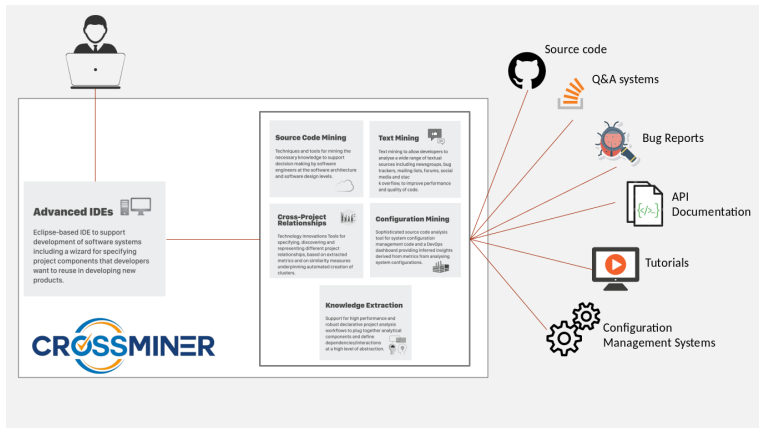 Source code
Q&A systems
Bug Reports
API
Documentation
Tutorials
Configuration
Management Systems
Source Code Mining
Techniques and tools for mining the
necessary knowledge to support
decision making by software
engineers at the software architecture
and software design levels.
Text Mining
Text mining to allow developers to
analyse a wide range of textual
sources including newsgroups, bug
trackers, mailing lists, forums, social
media and stac
k overflow, to improve performance
and quality of code.
Cross-Project
Relationships
Technology Innovations Tools for
specifying, discovering and
representing different project
relationships, based on extracted
metrics and on similarity measures
underpinning automated creation of
clusters.
Configuration Mining
Sophisticated source code analysis
tool for system configuration
management code and a DevOps
dashboard providing inferred insights
derived from metrics from analysing
system configurations.
Knowledge Extraction
Support for high performance and
robust declarative project analysis
workflows to plug together analytical
components and define
dependencies/interactions
at a high level of abstraction.
Advanced IDEs
Eclipse-based IDE to support
development of software systems
including a wizard for specifying
project components that developers
want to reuse in developing new
products.
CROSSMINER
{</>_}